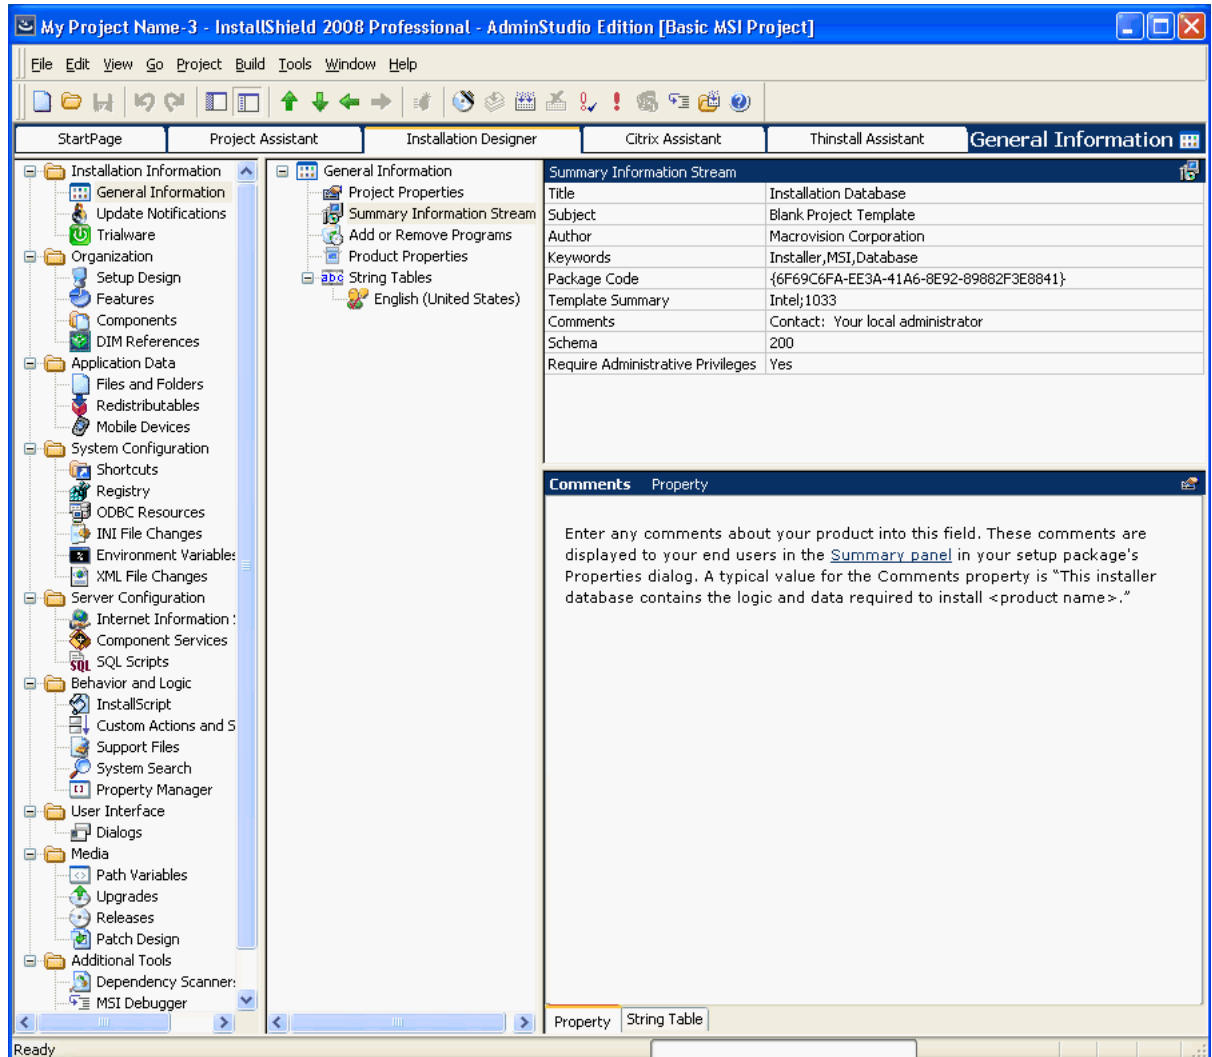 My Project Name-3 - InstallShield 2008 Professional - AdminStudio Edition [Basic MSI Project]
File Edit View Go Project Build Tools Window Help
StartPage Project Assistant Installation Designer Citrix Assistant Thinstall Assistant General Information
Installation Information
General Information
Update Notifications
Trialware
Organization
Setup Design
Features
Components
DIM References
Application Data
Files and Folders
Redistributables
Mobile Devices
System Configuration
Shortcuts
Registry
ODBC Resources
INI File Changes
Environment Variables
XML File Changes
Server Configuration
Internet Information
Component Services
SQL Scripts
Behavior and Logic
InstallScript
Custom Actions and S
Support Files
System Search
Property Manager
User Interface
Dialogs
Media
Path Variables
Upgrades
Releases
Patch Design
Additional Tools
Dependency Scanners
MSI Debugger
General Information
Project Properties
Summary Information Stream
Add or Remove Programs
Product Properties
String Tables
English (United States)
Summary Information Stream
Title Installation Database
Subject Blank Project Template
Author Macrovision Corporation
Keywords Installer,MSI,Database
Package Code {6F69C6FA-EE3A-41A6-8E92-89882F3E8841}
Template Summary Intel;1033
Comments Contact: Your local administrator
Schema 200
Require Administrative Privileges Yes
Comments Property
Enter any comments about your product into this field. These comments are
displayed to your end users in the Summary panel in your setup package's
Properties dialog. A typical value for the Comments property is “This installer
database contains the logic and data required to install <product name>.”
Property String Table
Ready